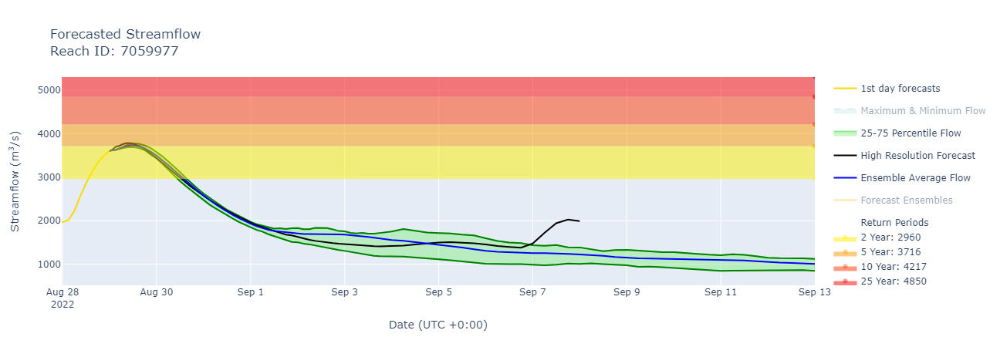 Forecasted Streamflow
Reach ID: 7059977
5000
4000
3000
2000
1000
Streamflow (m³/s)
Aug 28
2022
Aug 30
Sep 1
Sep 3
Sep 5
Sep 7
Sep 9
Sep 11
Sep 13
Date (UTC +0:00)
1st day forecasts
Maximum & Minimum Flow
25-75 Percentile Flow
High Resolution Forecast
Ensemble Average Flow
Forecast Ensembles
Return Periods
2 Year: 2960
5 Year: 3716
10 Year: 4217
25 Year: 4850